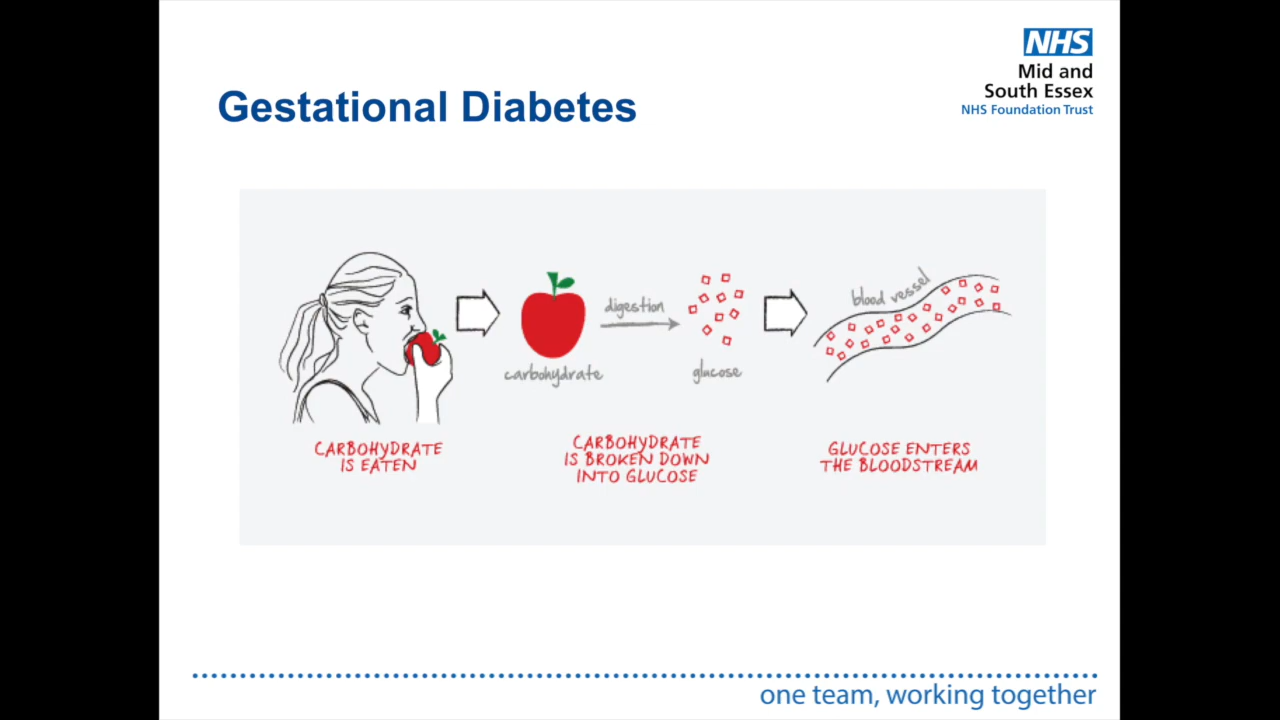 NHS
Mid and
South Essex
NHS Foundation Trust
Gestational Diabetes
digestion
blood vessel
carbohydrate
glucose
CARBOHYDRATE
IS EATEN
CARBOHYDRATE
IS BROKEN DOWN
INTO GLUCOSE
GLUCOSE ENTERS
THE BLOODSTREAM
one team, working together